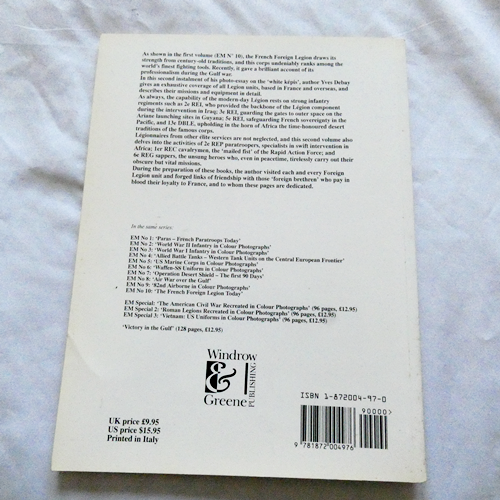 As shown in the first volume (EM N° 10), the French Foreign Legion draws its
strength from century-old traditions, and this corps undeniably ranks among the
world's finest fighting tools. Recently, it gave a brilliant account of its
professionalism during the Gulf war.
In this second instalment of his photo-essay on the 'white képis', author Yves Debay
gives an exhaustive coverage of all Legion units, based in France and overseas, and
describes their missions and equipment in detail.
As always, the capability of the modern-day Legion rests on strong infantry
regiments such as 2e REI, who provided the backbone of the Legion component
during the intervention in Iraq; 3e REI, guarding the gates to outer space on the
Ariane launching sites in Guyana; 5e REI, safeguarding French sovereignty in the
Pacific, and 13e DBLE, upholding in the horn of Africa the time-honoured desert
traditions of the famous corps.
Legionnaires from other elite services are not neglected, and this second volume also
delves into the activities of 2e REP paratroopers, specialists in swift intervention in
Africa; 1er REC cavalrymen, the 'mailed fist' of the Rapid Action Force; and
6e REG sappers, the unsung heroes who, even in peacetime, tirelessly carry out their
obscure but vital missions.
During the preparation of these books, the author visited each and every Foreign
Legion unit and forged links of friendship with those 'foreign brethren' who pay in
blood their loyalty to France, and to whom these pages are dedicated.
In the same series:
EM No 1: 'Paras – French Paratroops Today'
EM No 2: 'World War II Infantry in Colour Photographs'
EM No 3: 'World War I Infantry in Colour Photographs'
EM No 4: 'Allied Battle Tanks – Western Tank Units on the Central European Frontier'
EM No 5: 'US Marine Corps in Colour Photographs'
EM No 6: 'Waffen-SS Uniform in Colour Photographs'
EM No 7: 'Operation Desert Shield – The first 90 Days'
EM No 8: 'Air War over the Gulf'
EM No 9: '82nd Airborne in Colour Photographs'
EM No 10: 'The French Foreign Legion Today'
EM Special: 'The American Civil War Recreated in Colour Photographs' (96 pages, £12.95)
EM Special 2: 'Roman Legions Recreated in Colour Photographs' (96 pages, £12.95)
EM Special 3: 'Vietnam: US Uniforms in Colour Photographs' (96 pages, £12.95)
'Victory in the Gulf' (128 pages, £12.95)
Windrow
&
Greene
PUBLISHING
ISBN 1-872004-97-0
90000>
9 781872 004976
UK price £9.95
US price $15.95
Printed in Italy